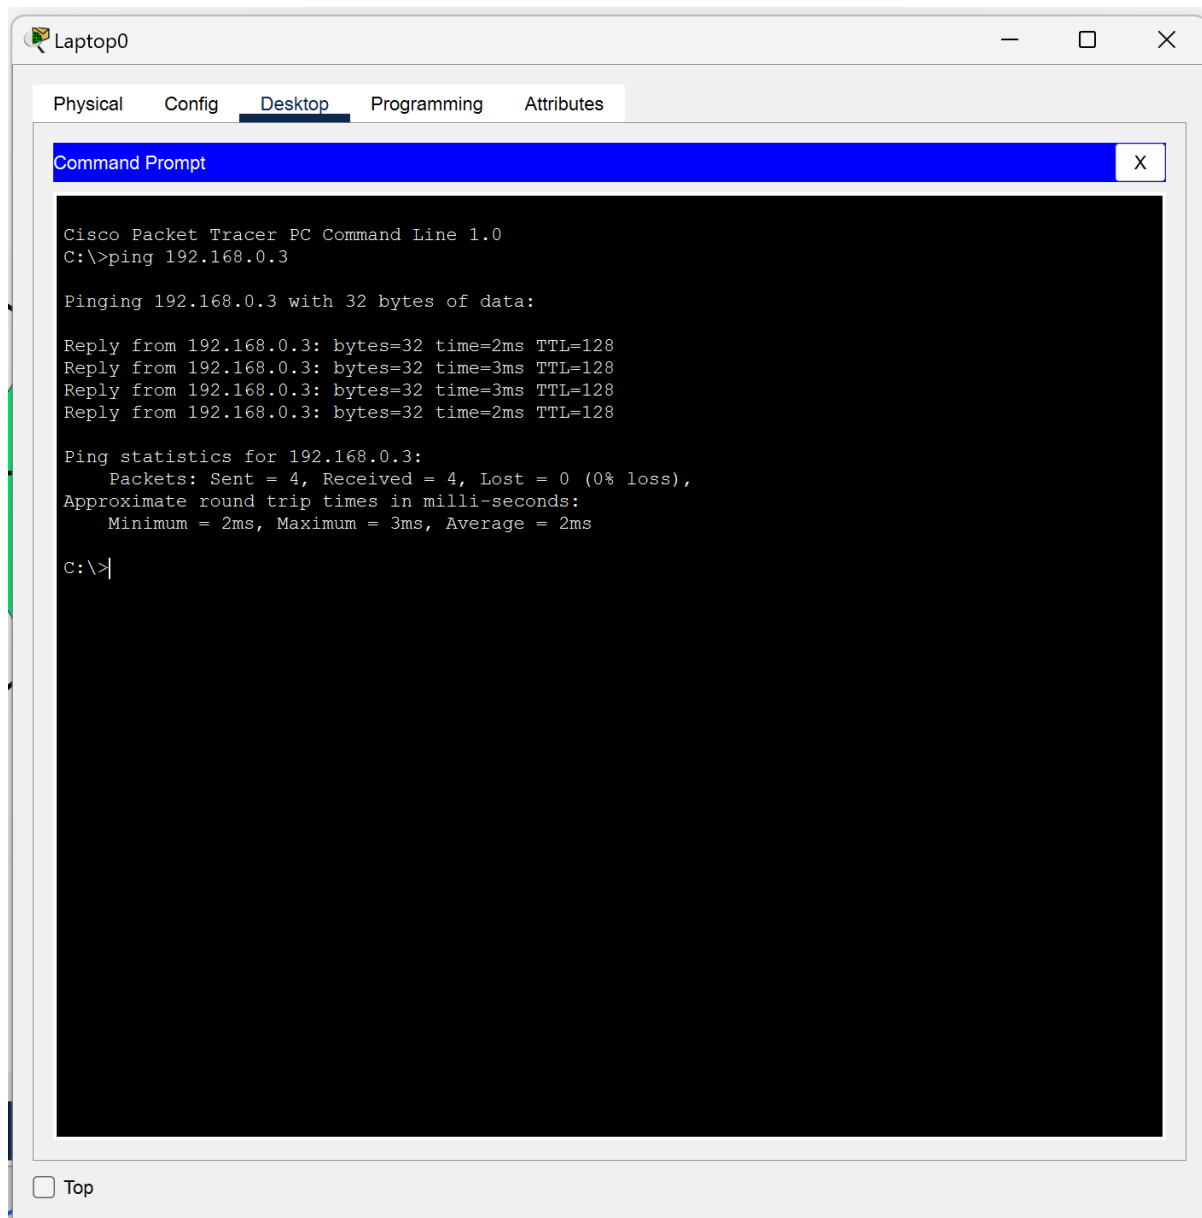 Laptop0
Physical Config Desktop Programming Attributes
Command Prompt X
Cisco Packet Tracer PC Command Line 1.0
C:\>ping 192.168.0.3
Pinging 192.168.0.3 with 32 bytes of data:
Reply from 192.168.0.3: bytes=32 time=2ms TTL=128
Reply from 192.168.0.3: bytes=32 time=3ms TTL=128
Reply from 192.168.0.3: bytes=32 time=3ms TTL=128
Reply from 192.168.0.3: bytes=32 time=2ms TTL=128
Ping statistics for 192.168.0.3:
Packets: Sent = 4, Received = 4, Lost = 0 (0% loss),
Approximate round trip times in milli-seconds:
Minimum = 2ms, Maximum = 3ms, Average = 2ms
C:\>
Top